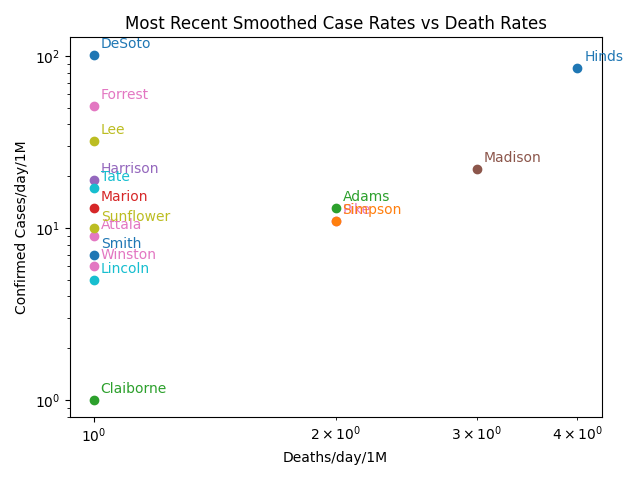 Most Recent Smoothed Case Rates vs Death Rates
Confirmed Cases/day/1M
10²
10¹
10⁰
DeSoto
Hinds
Forrest
Lee
Madison
Harrison
Tate
Marion
Adams
Pike
Simpson
Sunflower
Attala
Smith
Winston
Lincoln
Claiborne
10⁰
2 × 10⁰
3 × 10⁰
4 × 10⁰
Deaths/day/1M